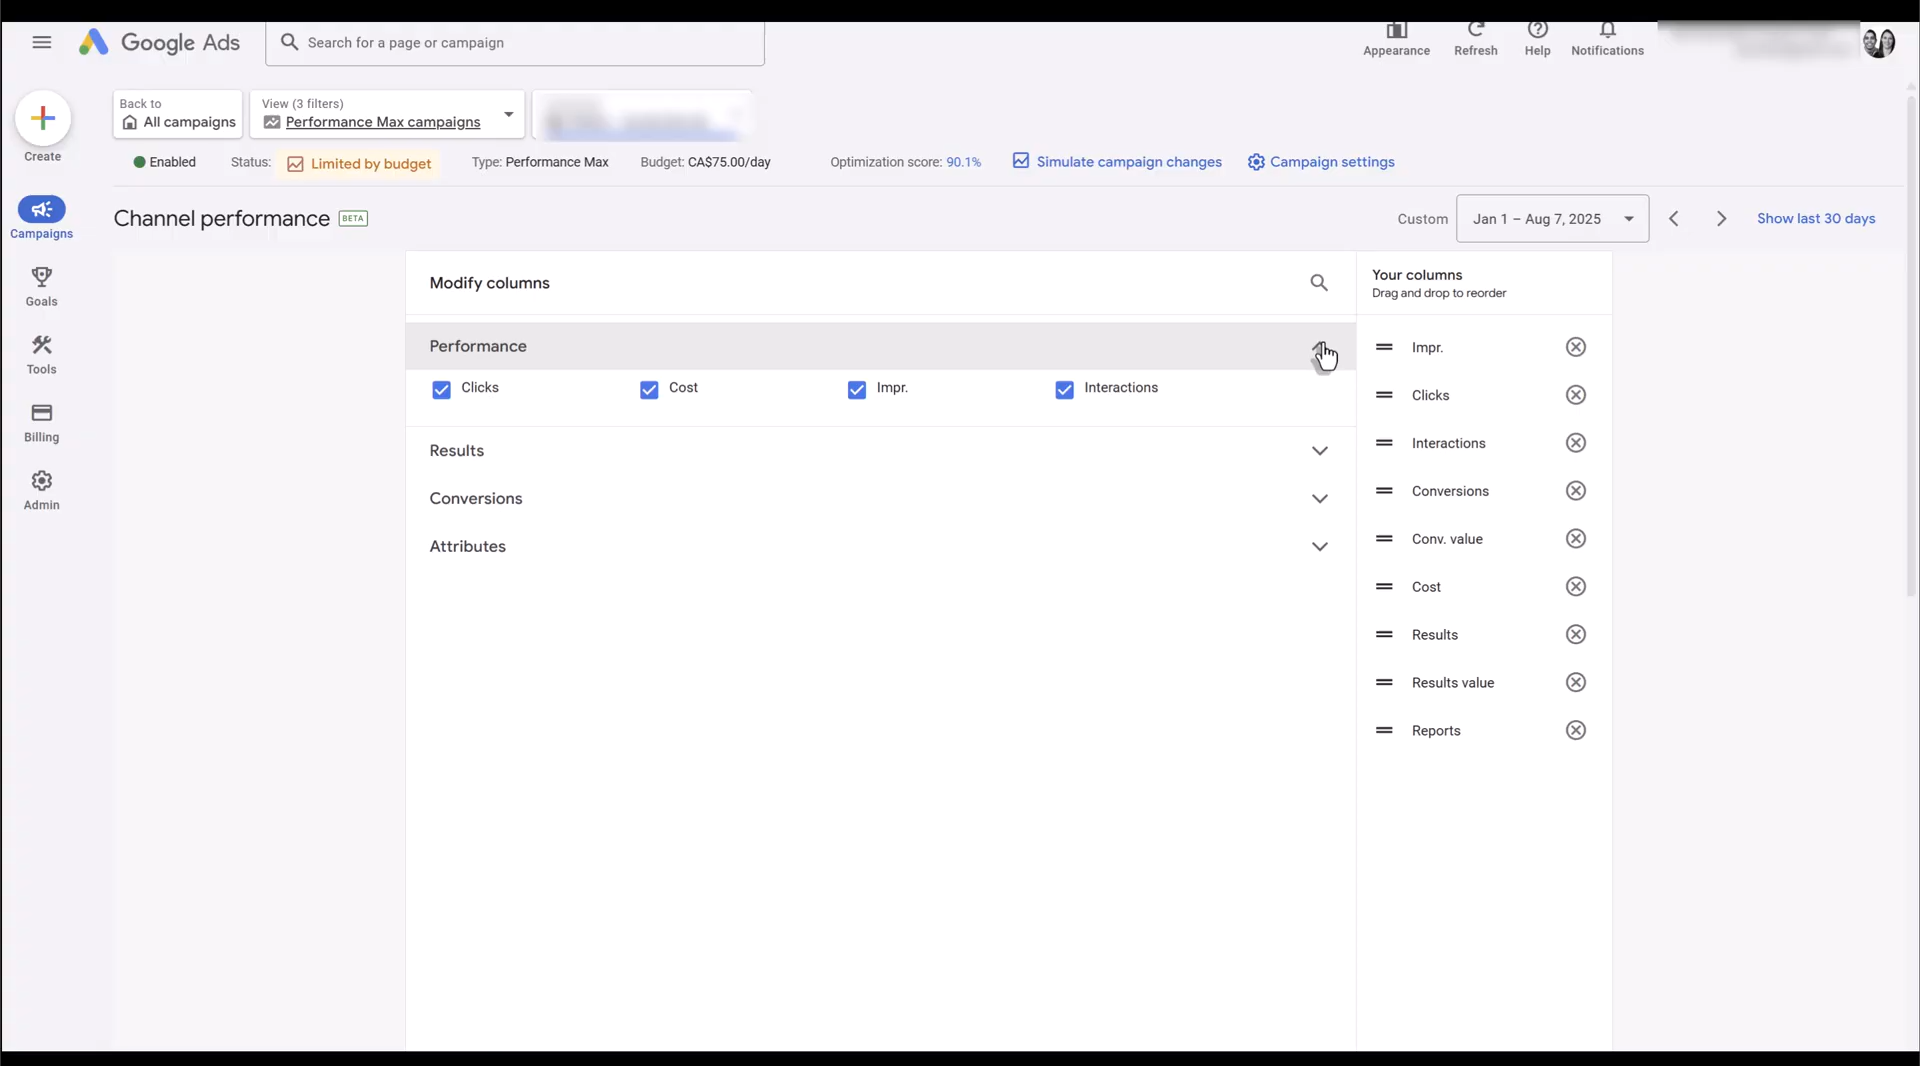 Google Ads
Search for a page or campaign
Appearance
Refresh
Help
Notifications
Create
Back to
All campaigns
View (3 filters)
Performance Max campaigns
Enabled
Status: Limited by budget
Type: Performance Max
Budget: CA$75.00/day
Optimization score: 90.1%
Simulate campaign changes
Campaign settings
Campaigns
Goals
Tools
Billing
Admin
Channel performance BETA
Custom
Jan 1 – Aug 7, 2025
Show last 30 days
Modify columns
Performance
Clicks
Cost
Impr.
Interactions
Results
Conversions
Attributes
Your columns
Drag and drop to reorder
Impr.
Clicks
Interactions
Conversions
Conv. value
Cost
Results
Results value
Reports